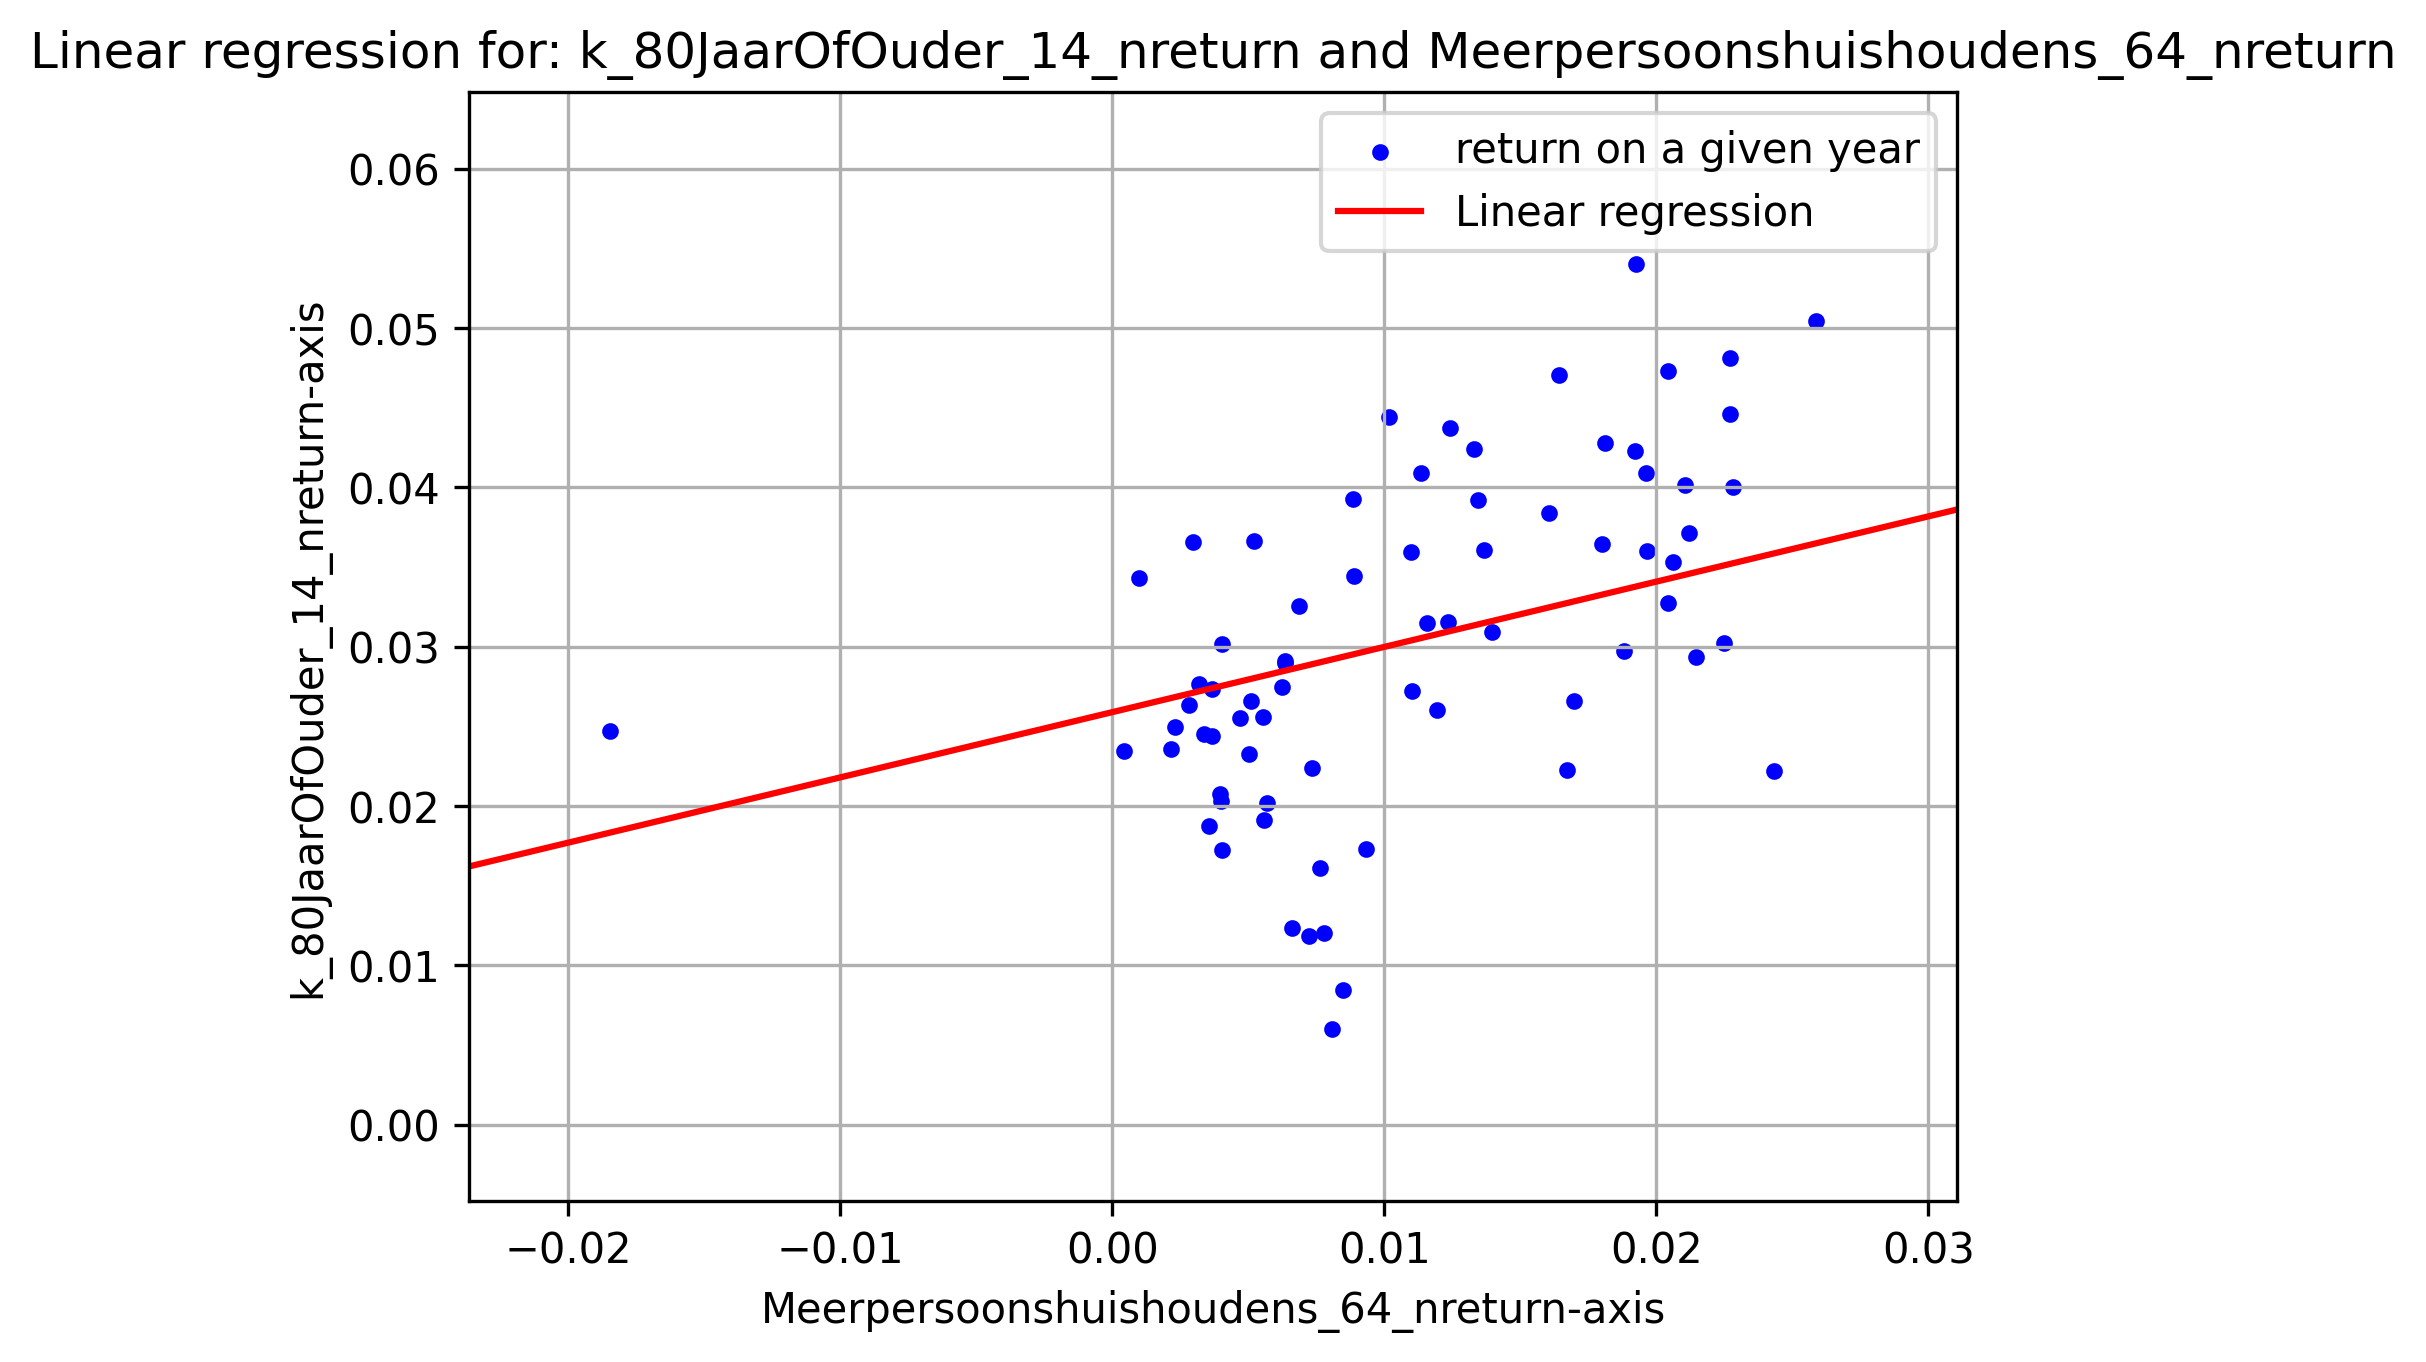 Linear regression for: k_80JaarOfOuder_14_nreturn and Meerpersoonshuishoudens_64_nreturn
return on a given year
Linear regression
k_80JaarOfOuder_14_nreturn-axis
0.06
0.05
0.04
0.03
0.02
0.01
0.00
−0.02 −0.01 0.00 0.01 0.02 0.03
Meerpersoonshuishoudens_64_nreturn-axis